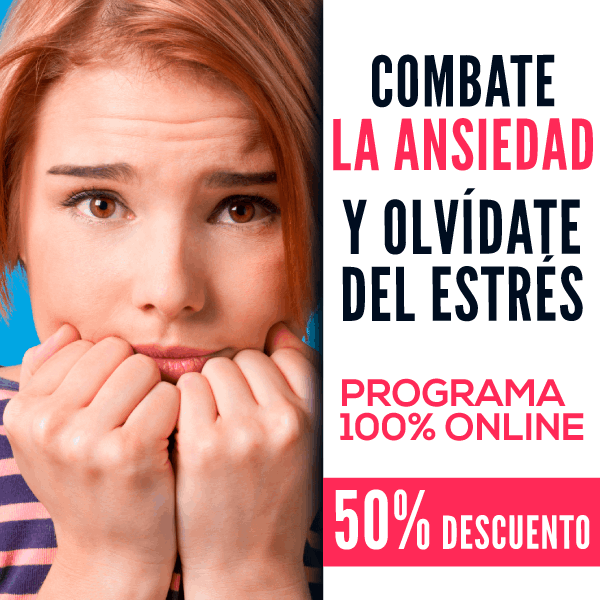 COMBATE
LA ANSIEDAD
Y OLVÍDATE
DEL ESTRÉS
PROGRAMA
100% ONLINE
50% DESCUENTO